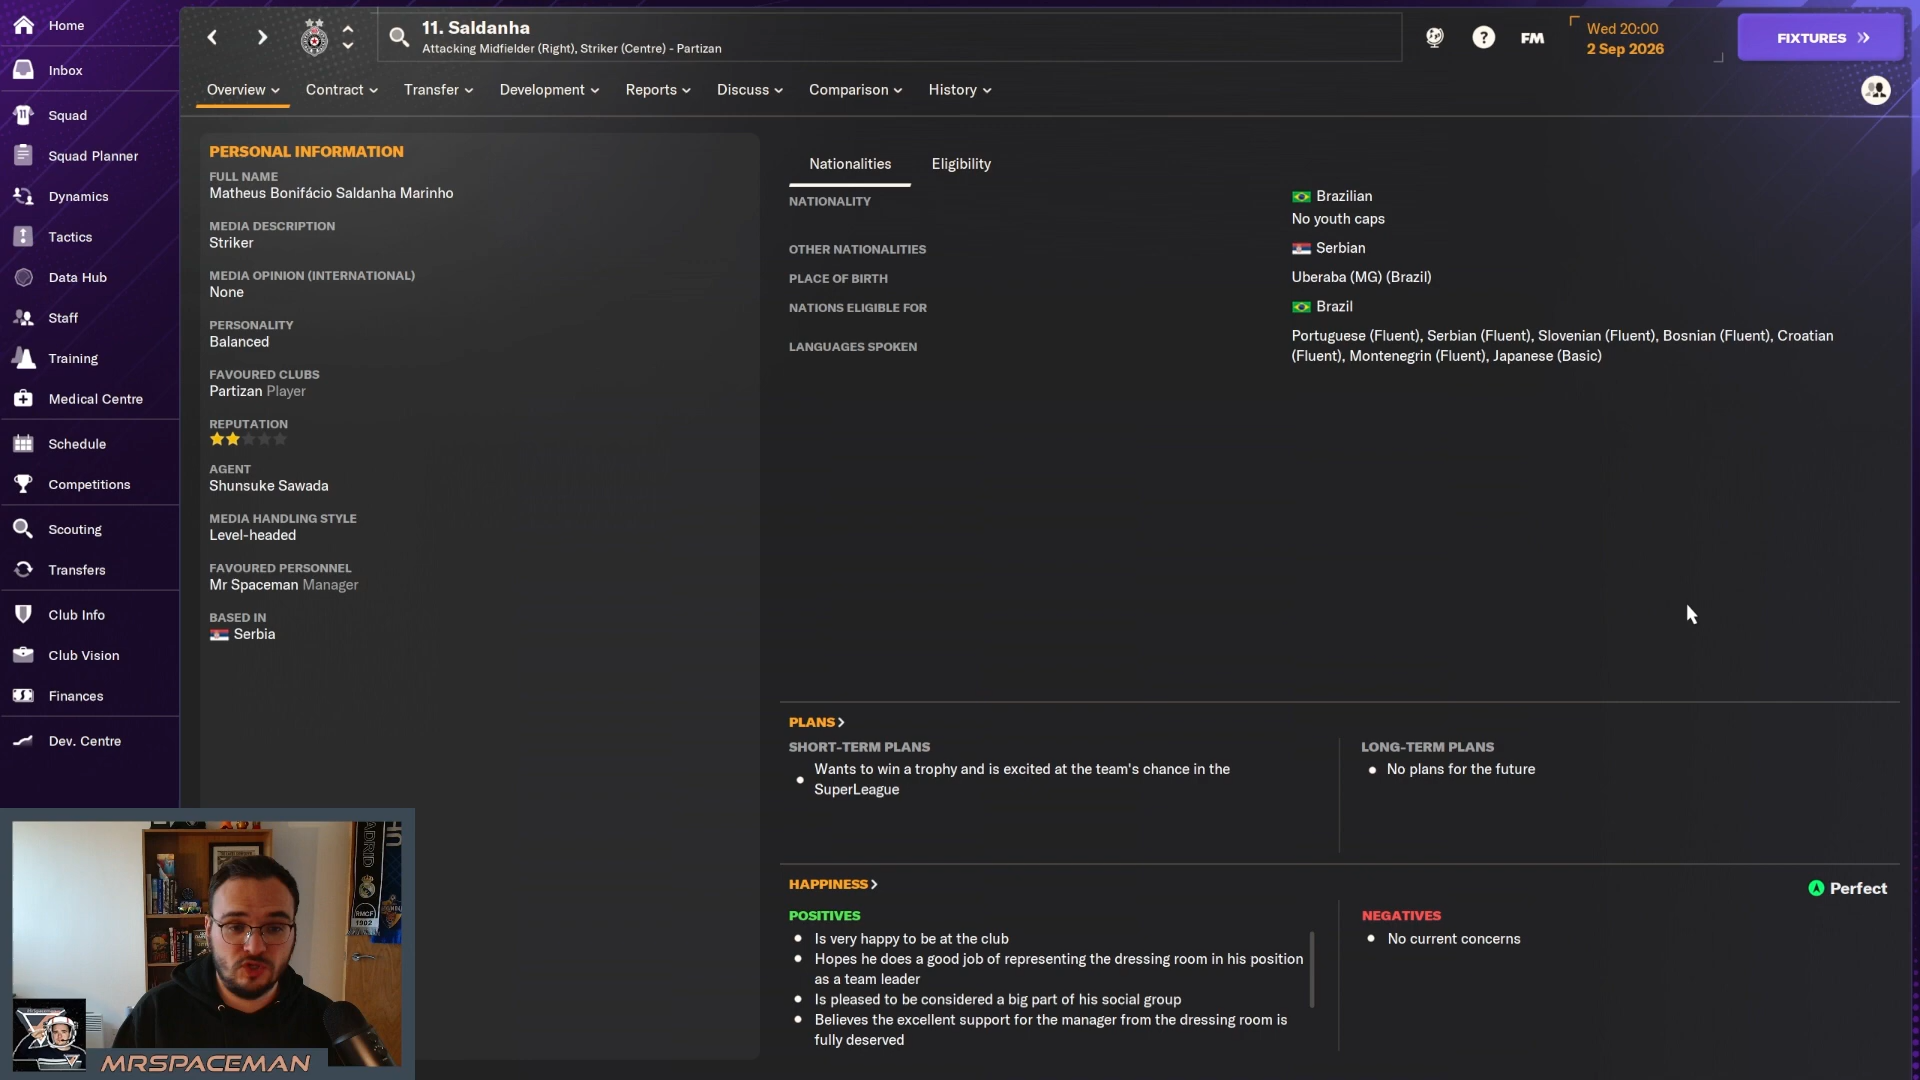 Home
Inbox
Squad
Squad Planner
Dynamics
Tactics
Data Hub
Staff
Training
Medical Centre
Schedule
Competitions
Scouting
Transfers
Club Info
Club Vision
Finances
Dev. Centre
11. Saldanha
Attacking Midfielder (Right), Striker (Centre) - Partizan
?
FM
Wed 20:00
2 Sep 2026
FIXTURES
Overview
Contract
Transfer
Development
Reports
Discuss
Comparison
History
PERSONAL INFORMATION
FULL NAME
Matheus Bonifácio Saldanha Marinho
MEDIA DESCRIPTION
Striker
MEDIA OPINION (INTERNATIONAL)
None
PERSONALITY
Balanced
FAVOURED CLUBS
Partizan Player
REPUTATION
AGENT
Shunsuke Sawada
MEDIA HANDLING STYLE
Level-headed
FAVOURED PERSONNEL
Mr Spaceman Manager
BASED IN
Serbia
Nationalities
Eligibility
NATIONALITY
Brazilian
No youth caps
OTHER NATIONALITIES
Serbian
PLACE OF BIRTH
Uberaba (MG) (Brazil)
NATIONS ELIGIBLE FOR
Brazil
LANGUAGES SPOKEN
Portuguese (Fluent), Serbian (Fluent), Slovenian (Fluent), Bosnian (Fluent), Croatian
(Fluent), Montenegrin (Fluent), Japanese (Basic)
PLANS
SHORT-TERM PLANS
Wants to win a trophy and is excited at the team's chance in the
SuperLeague
LONG-TERM PLANS
No plans for the future
HAPPINESS
Perfect
POSITIVES
Is very happy to be at the club
Hopes he does a good job of representing the dressing room in his position
as a team leader
Is pleased to be considered a big part of his social group
Believes the excellent support for the manager from the dressing room is
fully deserved
NEGATIVES
No current concerns
ADRID
RMCF
1902
MRSPACEMAN